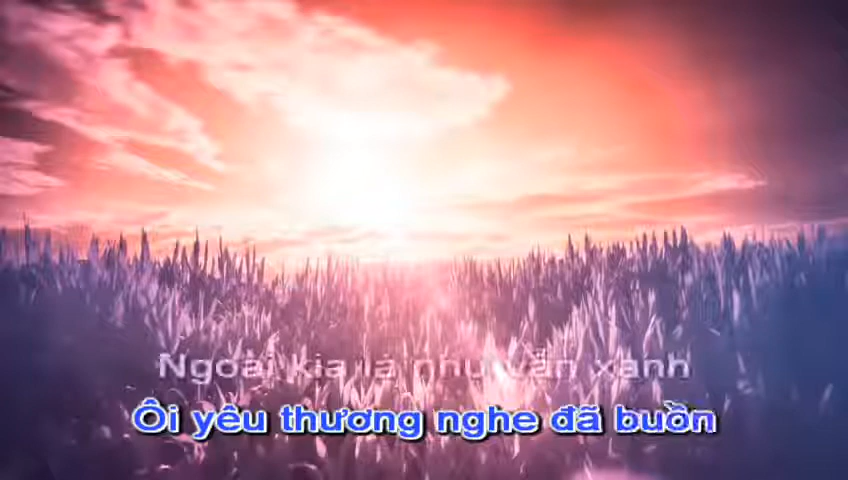 Ngoài kia lá như vẫn xanh
Ôi yêu thương nghe đã buồn